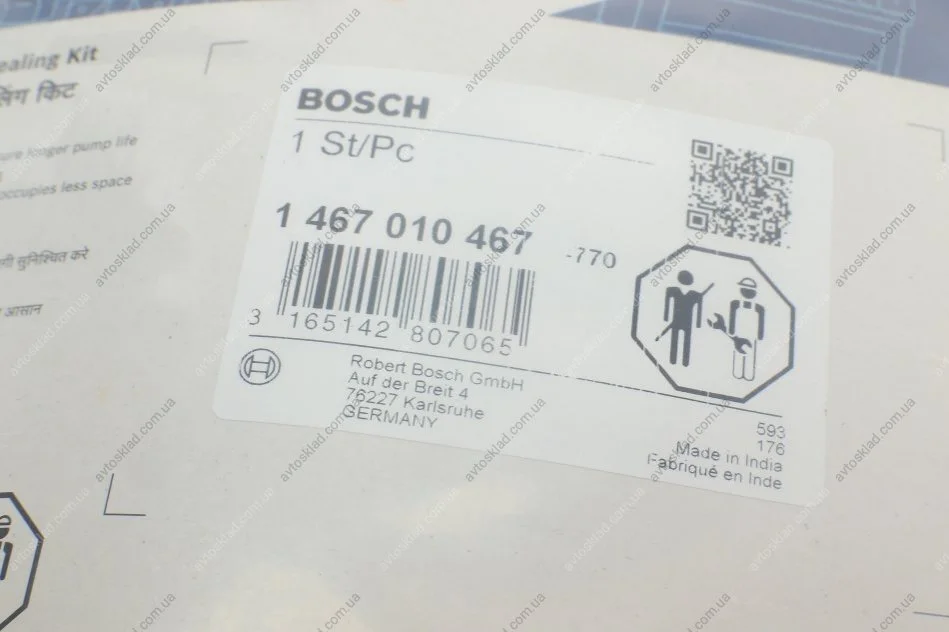 ealing Kit
लिंग किट
ure longer pump life
occupies less space
सुनिश्चित करे
आसान
BOSCH
1 St/Pc
1 467 010 467
-770
3 165142 807065
Robert Bosch GmbH
Auf der Breit 4
76227 Karlsruhe
GERMANY
593
176
Made in India
Fabriqué en Inde
avtosklad.com.ua